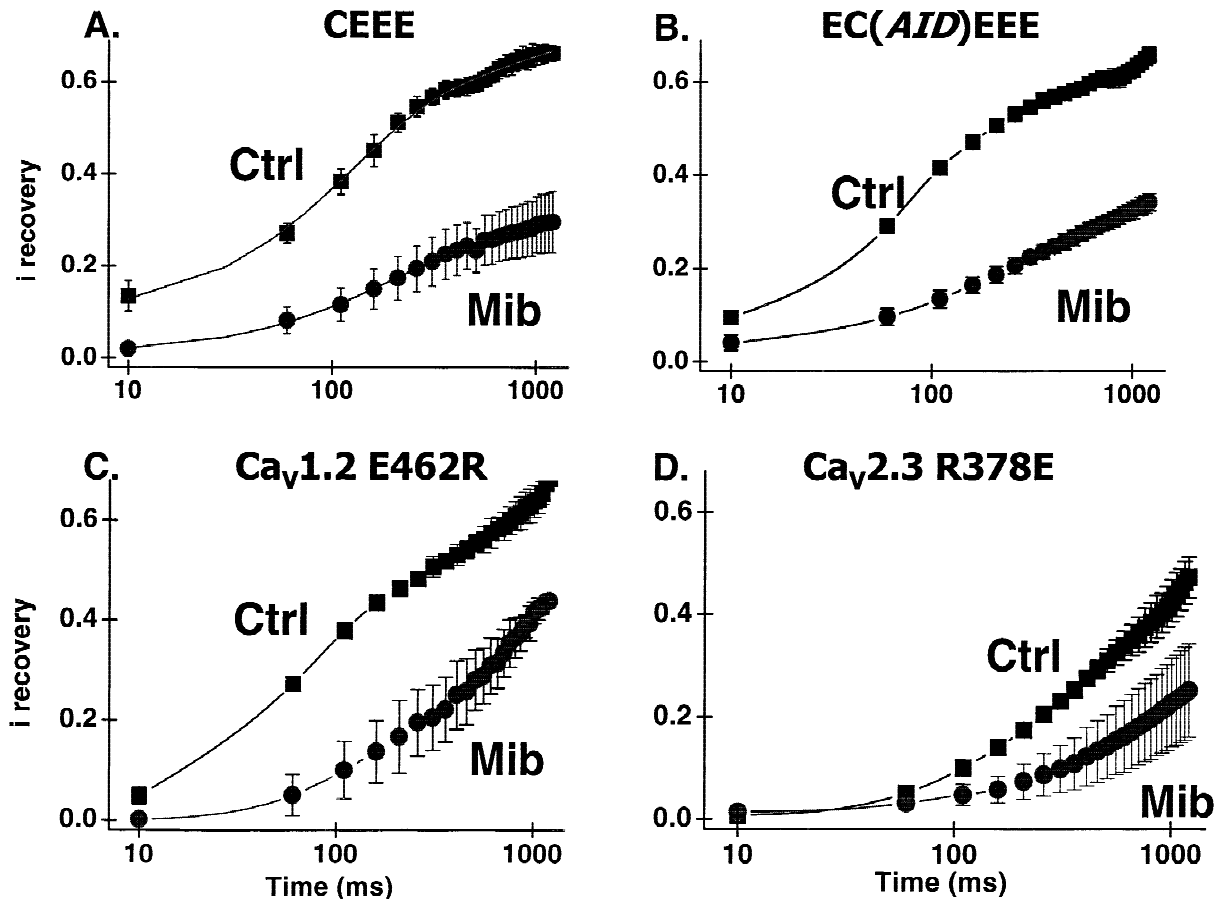 A. CEEE
0.6
0.4
0.2
0.0
i recovery
Ctrl
Mib
10 100 1000
B. EC(AID)EEE
0.6
0.4
0.2
0.0
Ctrl
Mib
10 100 1000
C. CaV1.2 E462R
0.6
0.4
0.2
0.0
i recovery
Ctrl
Mib
10 100 1000
Time (ms)
D. CaV2.3 R378E
0.6
0.4
0.2
0.0
Ctrl
Mib
10 100 1000
Time (ms)